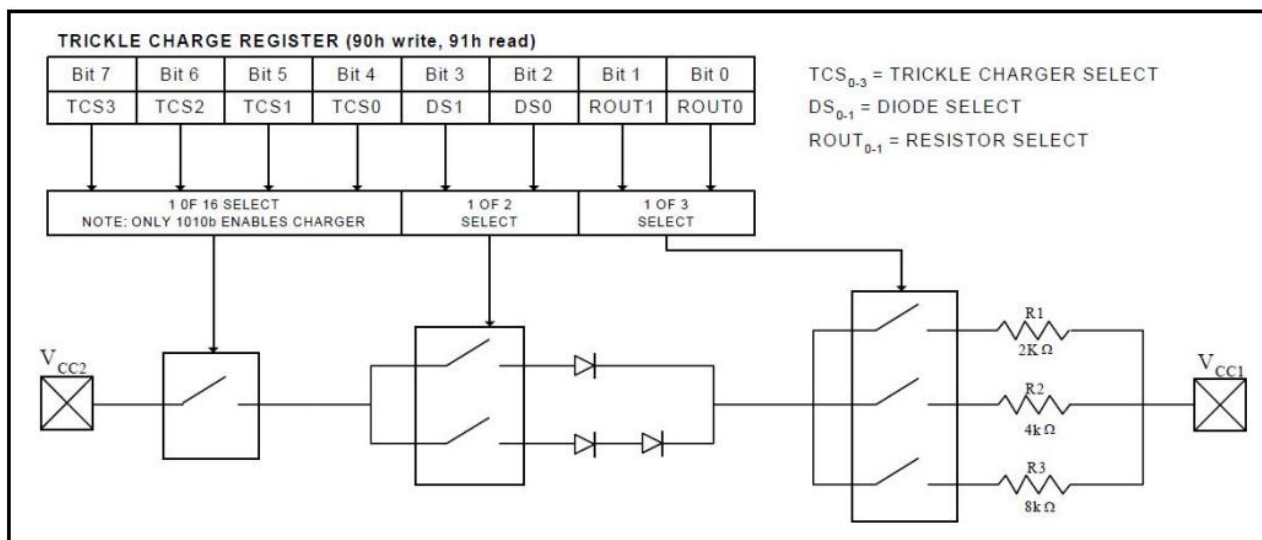 TRICKLE CHARGE REGISTER (90h write, 91h read)
Bit 7 Bit 6 Bit 5 Bit 4 Bit 3 Bit 2 Bit 1 Bit 0
TCS3 TCS2 TCS1 TCS0 DS1 DS0 ROUT1 ROUT0
TCS0-3 = TRICKLE CHARGER SELECT
DS0-1 = DIODE SELECT
ROUT0-1 = RESISTOR SELECT
1 0F 16 SELECT
NOTE: ONLY 1010b ENABLES CHARGER
1 OF 2
SELECT
1 OF 3
SELECT
VCC2
R1
2KΩ
R2
4kΩ
R3
8kΩ
VCC1